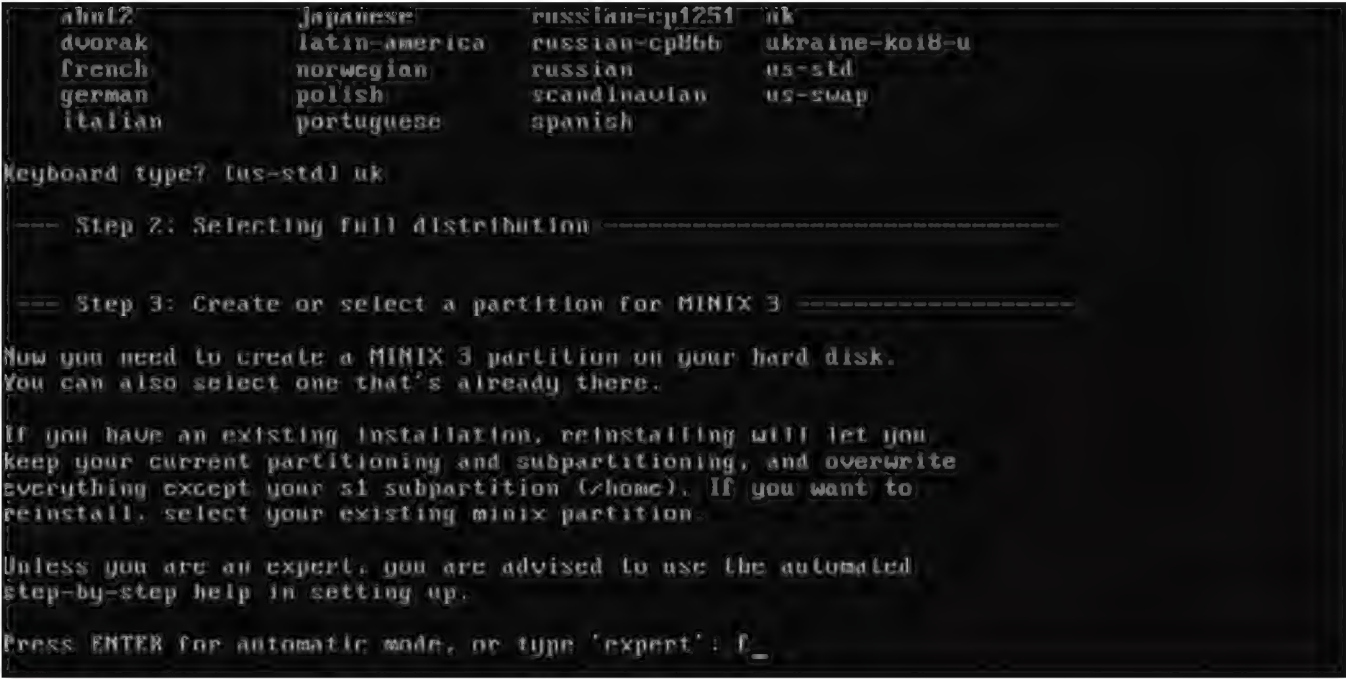 abnt2 japanese russian-cp1251 uk
dvorak latin-america russian-cp866 ukraine-koi8-u
french norwegian russian us-std
german polish scandinavian us-swap
italian portuguese spanish
Keyboard type? [us-std] uk
--- Step 2: Selecting full distribution -------------------------------
--- Step 3: Create or select a partition for MINIX 3 -------------------
Now you need to create a MINIX 3 partition on your hard disk.
You can also select one that's already there.
If you have an existing installation, reinstalling will let you
keep your current partitioning and subpartitioning, and overwrite
everything except your s1 subpartition (/home). If you want to
reinstall, select your existing minix partition.
Unless you are an expert, you are advised to use the automated
step-by-step help in setting up.
Press ENTER for automatic mode, or type 'expert':